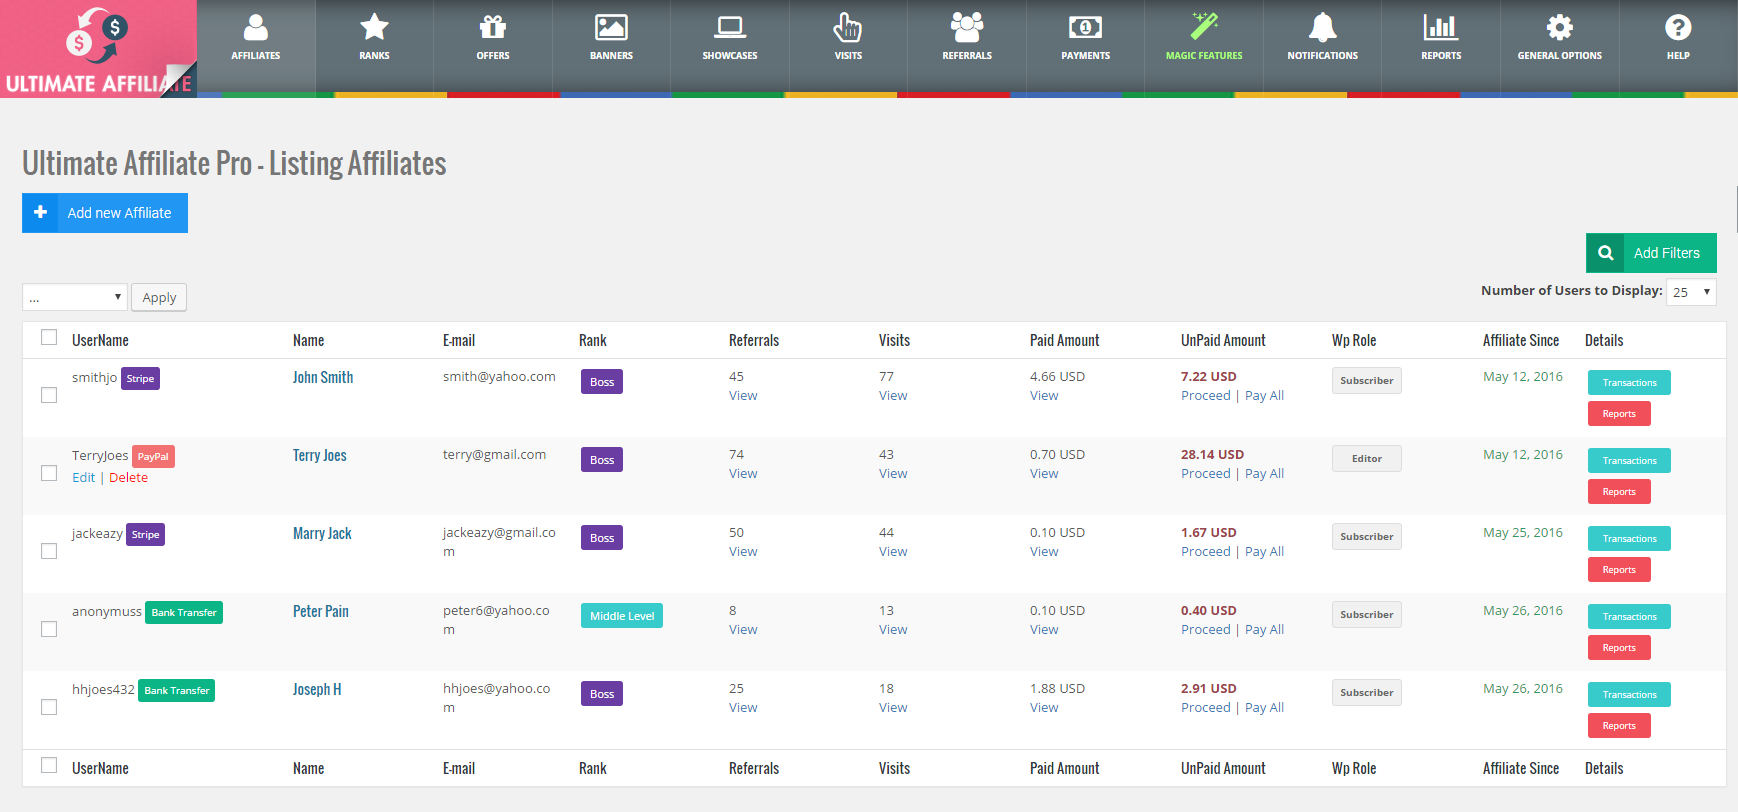 ULTIMATE AFFILIATE
AFFILIATES RANKS OFFERS BANNERS SHOWCASES VISITS REFERRALS PAYMENTS MAGIC FEATURES NOTIFICATIONS REPORTS GENERAL OPTIONS HELP
Ultimate Affiliate Pro - Listing Affiliates
Add new Affiliate
Add Filters
... Apply Number of Users to Display: 25
UserName Name E-mail Rank Referrals Visits Paid Amount UnPaid Amount Wp Role Affiliate Since Details
smithjo Stripe John Smith smith@yahoo.com Boss 45 77 4.66 USD 7.22 USD Subscriber May 12, 2016 Transactions
View View View Proceed | Pay All Reports
TerryJoes PayPal Terry Joes terry@gmail.com Boss 74 43 0.70 USD 28.14 USD Editor May 12, 2016 Transactions
Edit | Delete View View View Proceed | Pay All Reports
jackeazy Stripe Marry Jack jackeazy@gmail.co Boss 50 44 0.10 USD 1.67 USD Subscriber May 25, 2016 Transactions
m View View View Proceed | Pay All Reports
anonymuss Bank Transfer Peter Pain peter6@yahoo.co Middle Level 8 13 0.10 USD 0.40 USD Subscriber May 26, 2016 Transactions
m View View View Proceed | Pay All Reports
hhjoes432 Bank Transfer Joseph H hhjoes@yahoo.co Boss 25 18 1.88 USD 2.91 USD Subscriber May 26, 2016 Transactions
m View View View Proceed | Pay All Reports
UserName Name E-mail Rank Referrals Visits Paid Amount UnPaid Amount Wp Role Affiliate Since Details